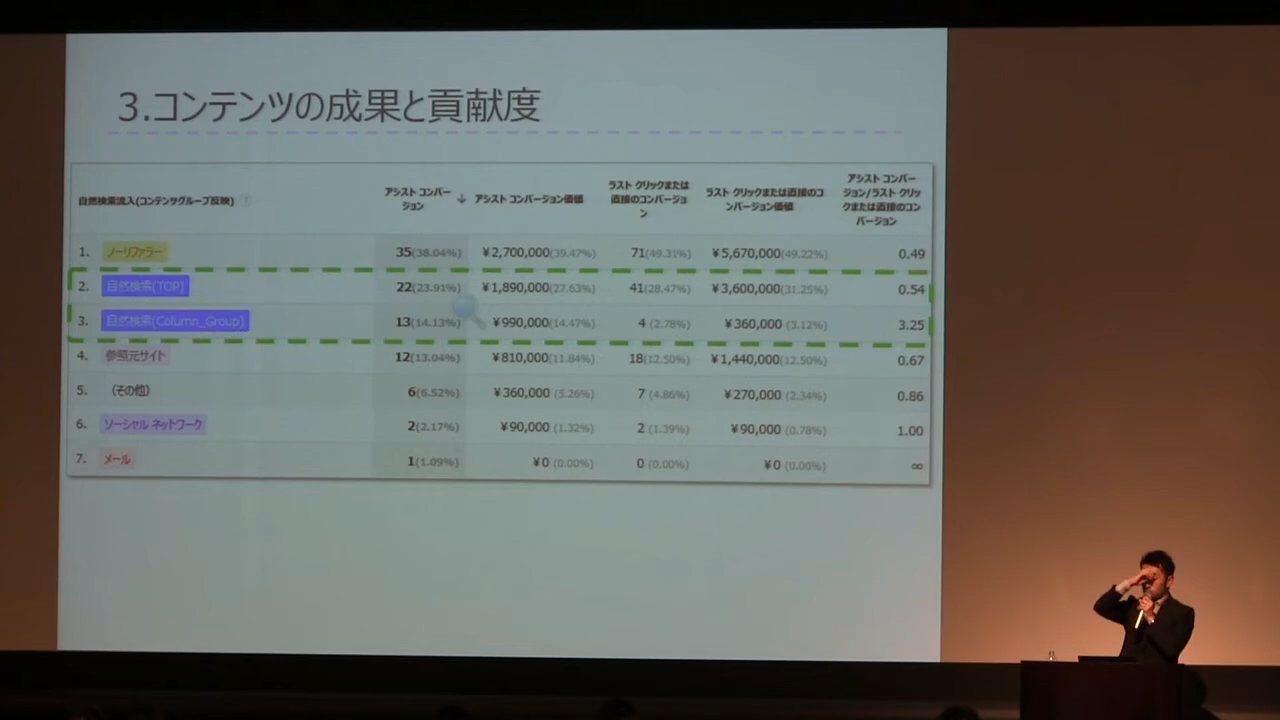 3.コンテンツの成果と貢献度
自然検索流入(コンテンツグループ反映)
アシスト コンバー
ジョン
アシスト コンバージョン価値
ラスト クリックまたは
直接のコンバージョ
ン
ラスト クリックまたは直接のコ
ンバージョン価値
アシスト コンバー
ジョン/ラスト クリッ
クまたは直接のコン
バージョン
1. ノーリファラー 35(38.04%) ¥2,700,000(39.47%) 71(49.31%) ¥5,670,000(49.22%) 0.49
2. 自然検索(TOP) 22(23.91%) ¥1,890,000(27.63%) 41(28.47%) ¥3,600,000(31.25%) 0.54
3. 自然検索(Column_Group) 13(14.13%) ¥990,000(14.47%) 4 (2.78%) ¥360,000 (3.12%) 3.25
4. 参照元サイト 12(13.04%) ¥810,000(11.84%) 18(12.50%) ¥1,440,000(12.50%) 0.67
5. (その他) 6(6.52%) ¥360,000 (5.26%) 7 (4.86%) ¥270,000 (2.34%) 0.86
6. ソーシャル ネットワーク 2(2.17%) ¥90,000 (1.32%) 2 (1.39%) ¥90,000 (0.78%) 1.00
7. メール 1(1.09%) ¥0 (0.00%) 0 (0.00%) ¥0 (0.00%) ∞